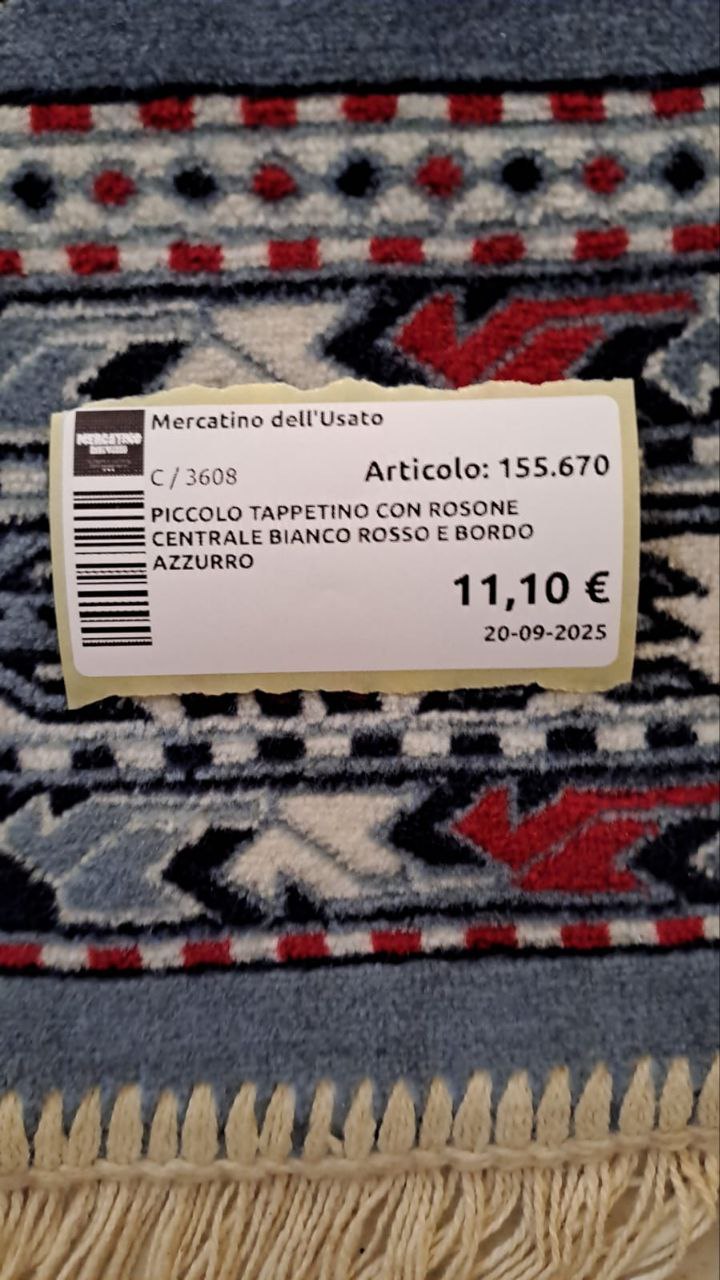 MERCATINO
Mercatino dell'Usato
C / 3608
Articolo: 155.670
PICCOLO TAPPETINO CON ROSONE
CENTRALE BIANCO ROSSO E BORDO
AZZURRO
11,10 €
20-09-2025